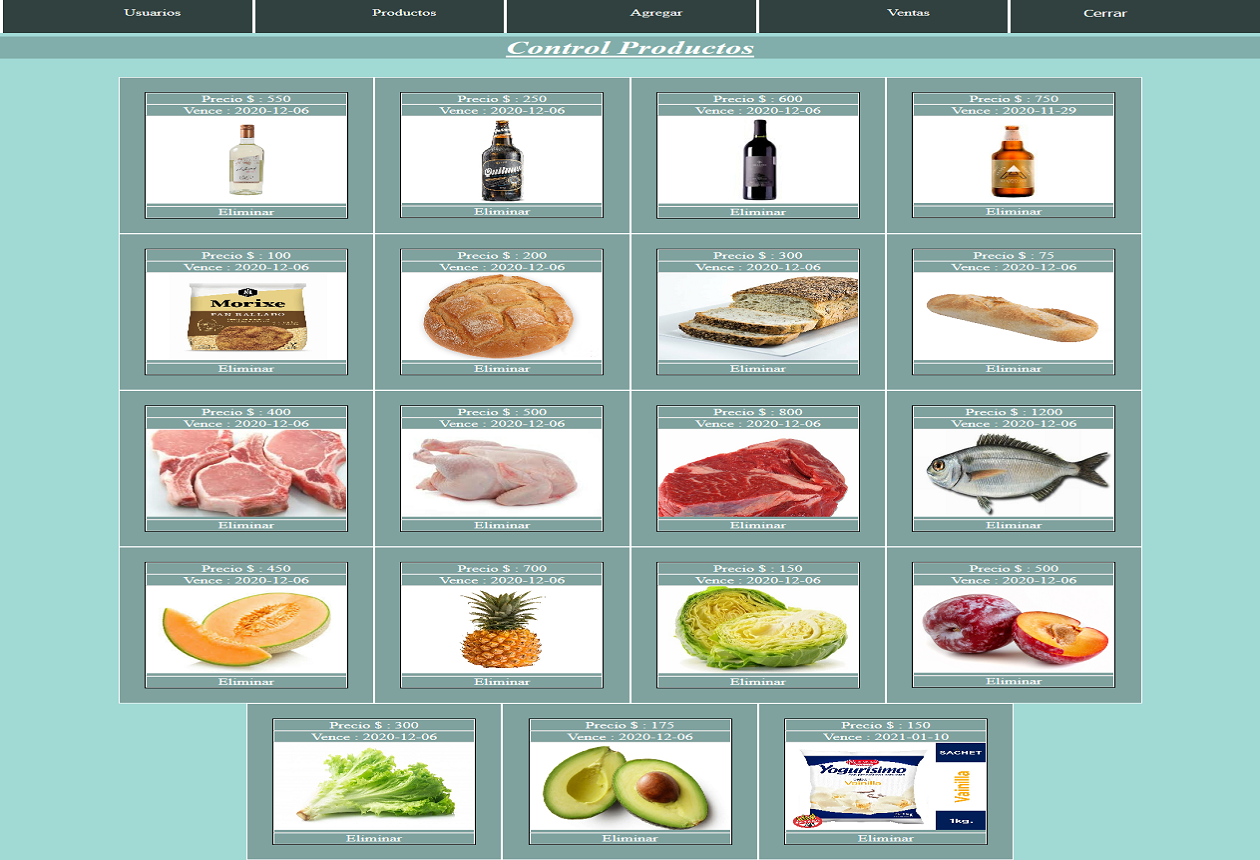 Usuarios
Productos
Agregar
Ventas
Cerrar
Control Productos
Precio $ : 550
Vence : 2020-12-06
Eliminar
Precio $ : 250
Vence : 2020-12-06
Quilmes
Eliminar
Precio $ : 600
Vence : 2020-12-06
Eliminar
Precio $ : 750
Vence : 2020-11-29
Eliminar
Precio $ : 100
Vence : 2020-12-06
Morixe
PAN RALLADO
Eliminar
Precio $ : 200
Vence : 2020-12-06
Eliminar
Precio $ : 300
Vence : 2020-12-06
Eliminar
Precio $ : 75
Vence : 2020-12-06
Eliminar
Precio $ : 400
Vence : 2020-12-06
Eliminar
Precio $ : 500
Vence : 2020-12-06
Eliminar
Precio $ : 800
Vence : 2020-12-06
Eliminar
Precio $ : 1200
Vence : 2020-12-06
Eliminar
Precio $ : 450
Vence : 2020-12-06
Eliminar
Precio $ : 700
Vence : 2020-12-06
Eliminar
Precio $ : 150
Vence : 2020-12-06
Eliminar
Precio $ : 500
Vence : 2020-12-06
Eliminar
Precio $ : 300
Vence : 2020-12-06
Eliminar
Precio $ : 175
Vence : 2020-12-06
Eliminar
Precio $ : 150
Vence : 2021-01-10
Yogurísimo
Vainilla
SACHET
Vainilla
1kg.
Eliminar